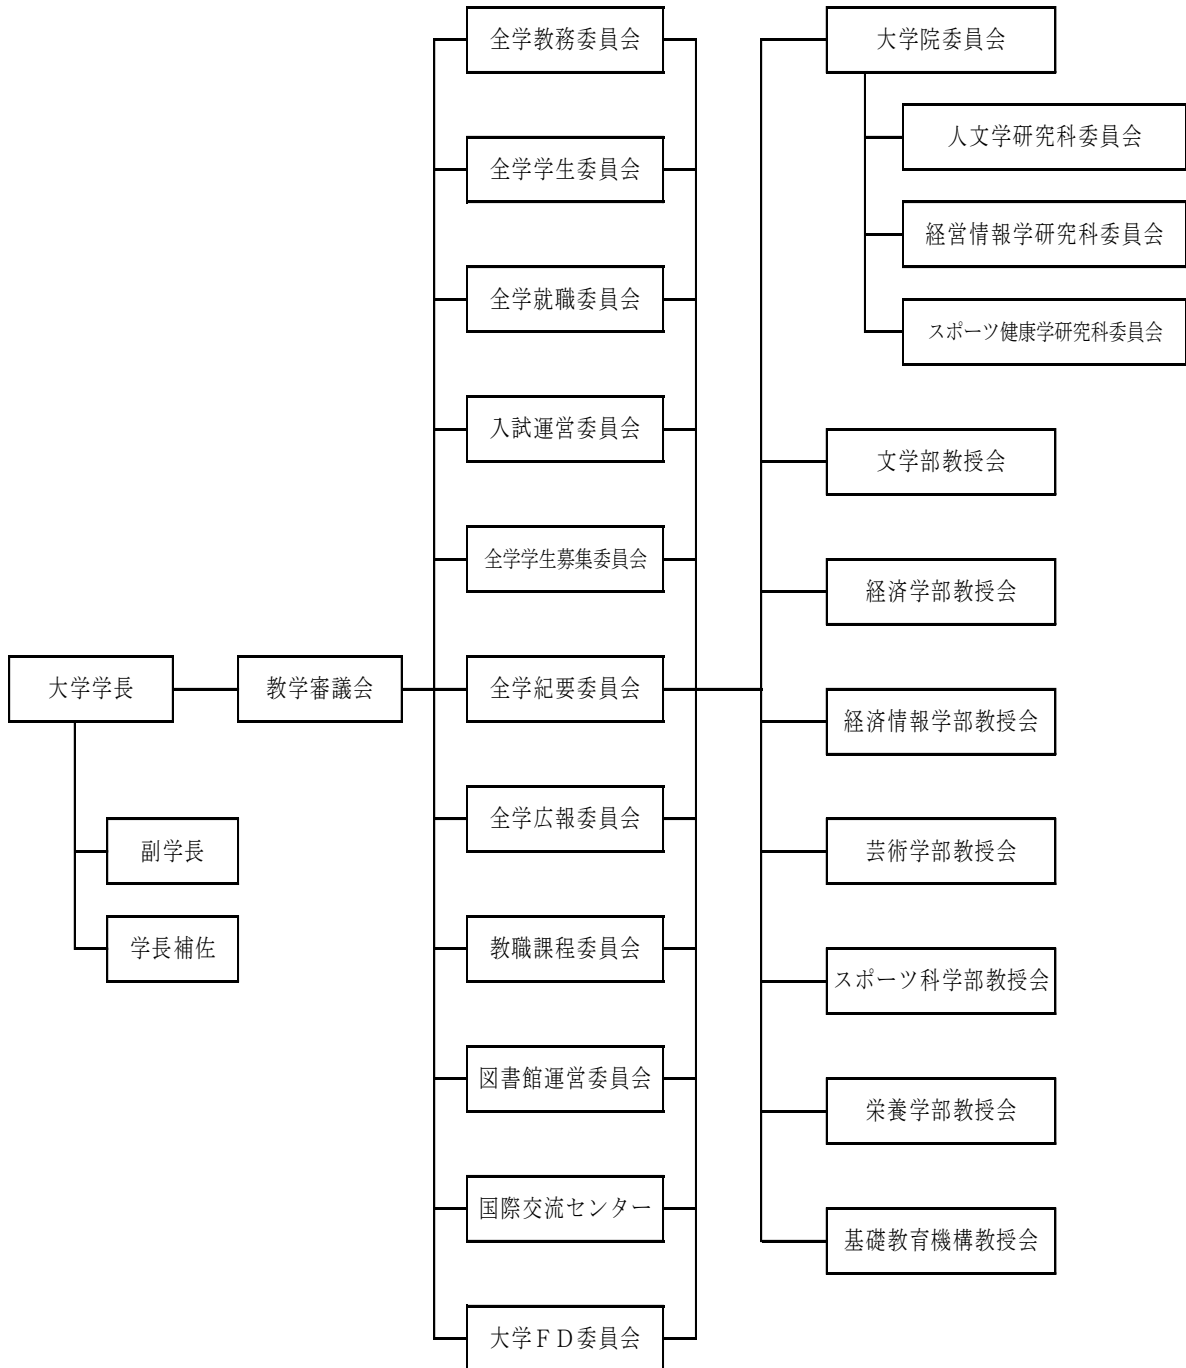 大学学長
副学長
学長補佐
教学審議会
全学教務委員会
全学学生委員会
全学就職委員会
入試運営委員会
全学学生募集委員会
全学紀要委員会
全学広報委員会
教職課程委員会
図書館運営委員会
国際交流センター
大学ＦＤ委員会
大学院委員会
人文学研究科委員会
経営情報学研究科委員会
スポーツ健康学研究科委員会
文学部教授会
経済学部教授会
経済情報学部教授会
芸術学部教授会
スポーツ科学部教授会
栄養学部教授会
基礎教育機構教授会